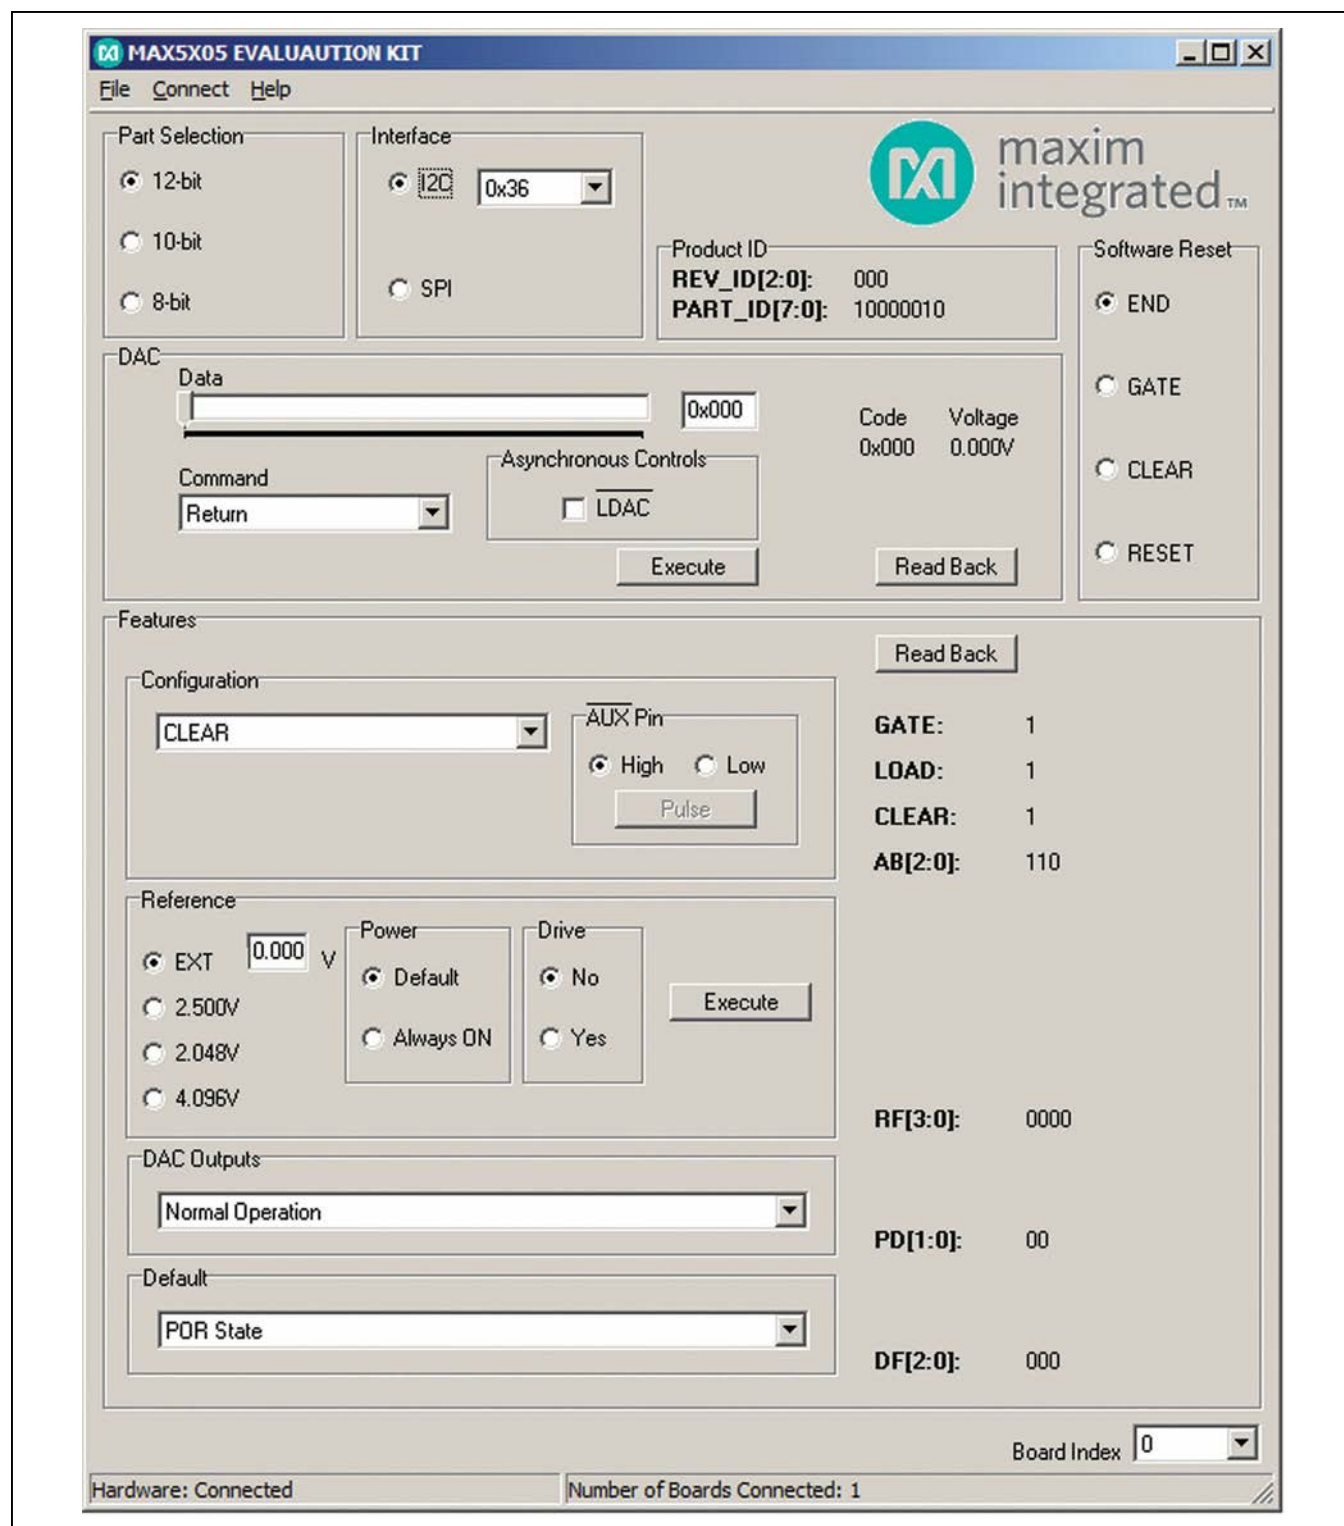 MAX5X05 EVALUAUTION KIT
File Connect Help
Part Selection
12-bit
10-bit
8-bit
Interface
I2C 0x36
SPI
maxim
integrated™
Product ID
REV_ID[2:0]: 000
PART_ID[7:0]: 10000010
Software Reset
END
GATE
CLEAR
RESET
DAC
Data
0x000
Code Voltage
0x000 0.000V
Command
Return
Asynchronous Controls
LDAC
Execute
Read Back
Features
Read Back
Configuration
CLEAR
AUX Pin
High Low
Pulse
GATE: 1
LOAD: 1
CLEAR: 1
AB[2:0]: 110
Reference
EXT 0.000 V
2.500V
2.048V
4.096V
Power
Default
Always ON
Drive
No
Yes
Execute
RF[3:0]: 0000
DAC Outputs
Normal Operation
PD[1:0]: 00
Default
POR State
DF[2:0]: 000
Board Index 0
Hardware: Connected
Number of Boards Connected: 1